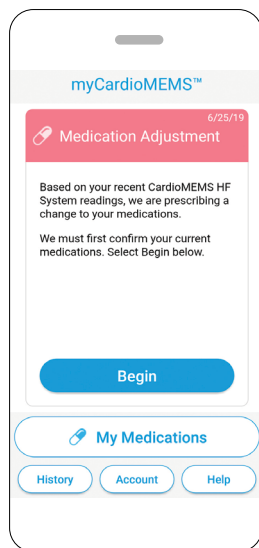 myCardioMEMS™
6/25/19
Medication Adjustment
Based on your recent CardioMEMS HF
System readings, we are prescribing a
change to your medications.
We must first confirm your current
medications. Select Begin below.
Begin
My Medications
History Account Help